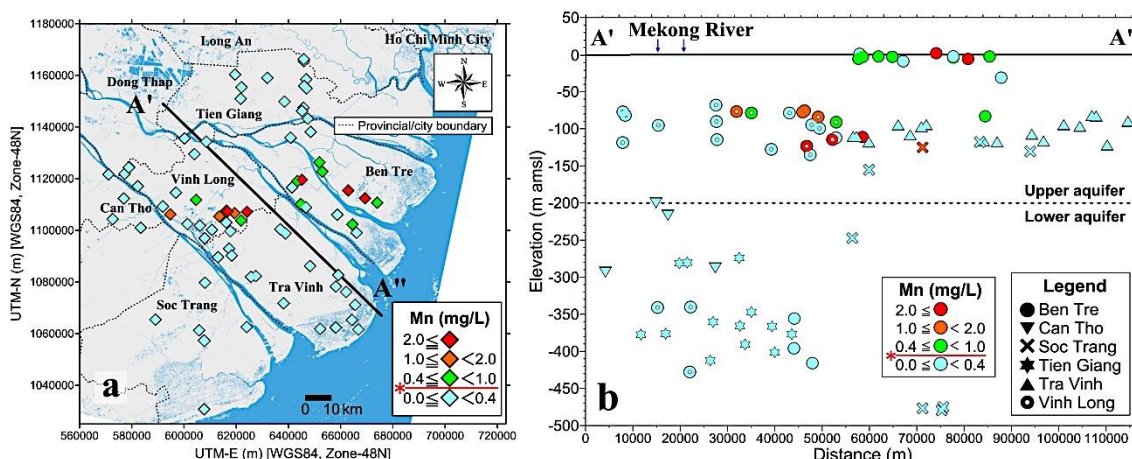 Long An
Ho Chi Minh City
Dong Thap
A'
Tien Giang
N
W E
S
Provincial/city boundary
Vinh Long
Ben Tre
Can Tho
A"
Tra Vinh
Soc Trang
Mn (mg/L)
2.0 ≦
1.0 ≦ < 2.0
0.4 ≦ < 1.0
*
0.0 ≦ < 0.4
0 10 km
a
1160000
1140000
1120000
1100000
1080000
1060000
1040000
UTM-N (m) [WGS84, Zone-48N]
560000 580000 600000 620000 640000 660000 680000 700000 720000
UTM-E (m) [WGS84, Zone-48N]
A' Mekong River A"
50
0
-50
-100
-150
-200
-250
-300
-350
-400
-450
-500
Elevation (m amsl)
Upper aquifer
Lower aquifer
Mn (mg/L)
2.0 ≦
1.0 ≦ < 2.0
0.4 ≦ < 1.0
*
0.0 ≦ < 0.4
Legend
Ben Tre
Can Tho
Soc Trang
Tien Giang
Tra Vinh
Vinh Long
b
0 10000 20000 30000 40000 50000 60000 70000 80000 90000 100000
Distance (m)